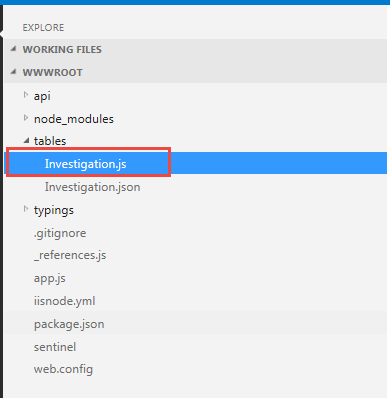 EXPLORE
WORKING FILES
WWWROOT
api
node_modules
tables
Investigation.js
Investigation.json
typings
.gitignore
_references.js
app.js
iisnode.yml
package.json
sentinel
web.config